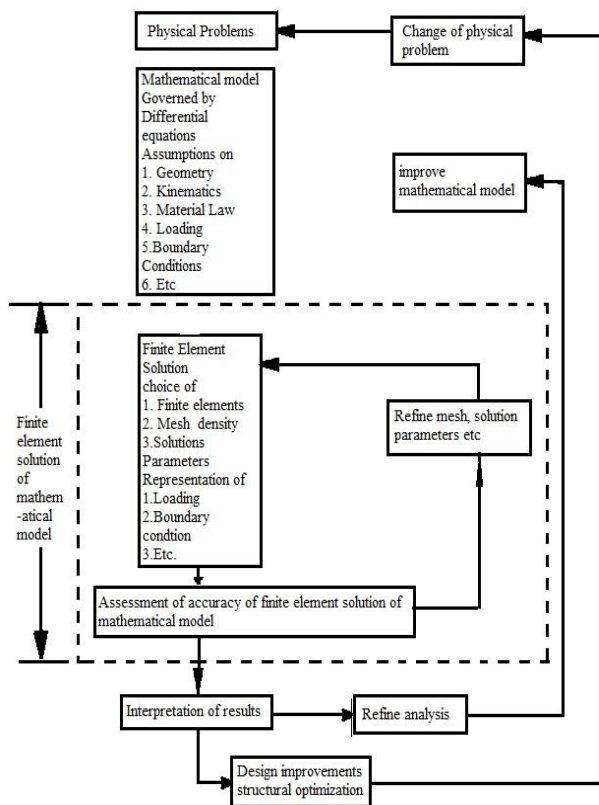 Physical Problems
Change of physical
problem
Mathematical model
Governed by
Differential
equations
Assumptions on
1. Geometry
2. Kinematics
3. Material Law
4. Loading
5.Boundary
Conditions
6. Etc
improve
mathematical model
Finite
element
solution
of
mathem
-atical
model
Finite Element
Solution
choice of
1. Finite elements
2. Mesh density
3.Solutions
Parameters
Representation of
1.Loading
2.Boundary
condtion
3.Etc.
Refine mesh, solution
parameters etc
Assessment of accuracy of finite element solution of
mathematical model
Interpretation of results
Refine analysis
Design improvements
structural optimization